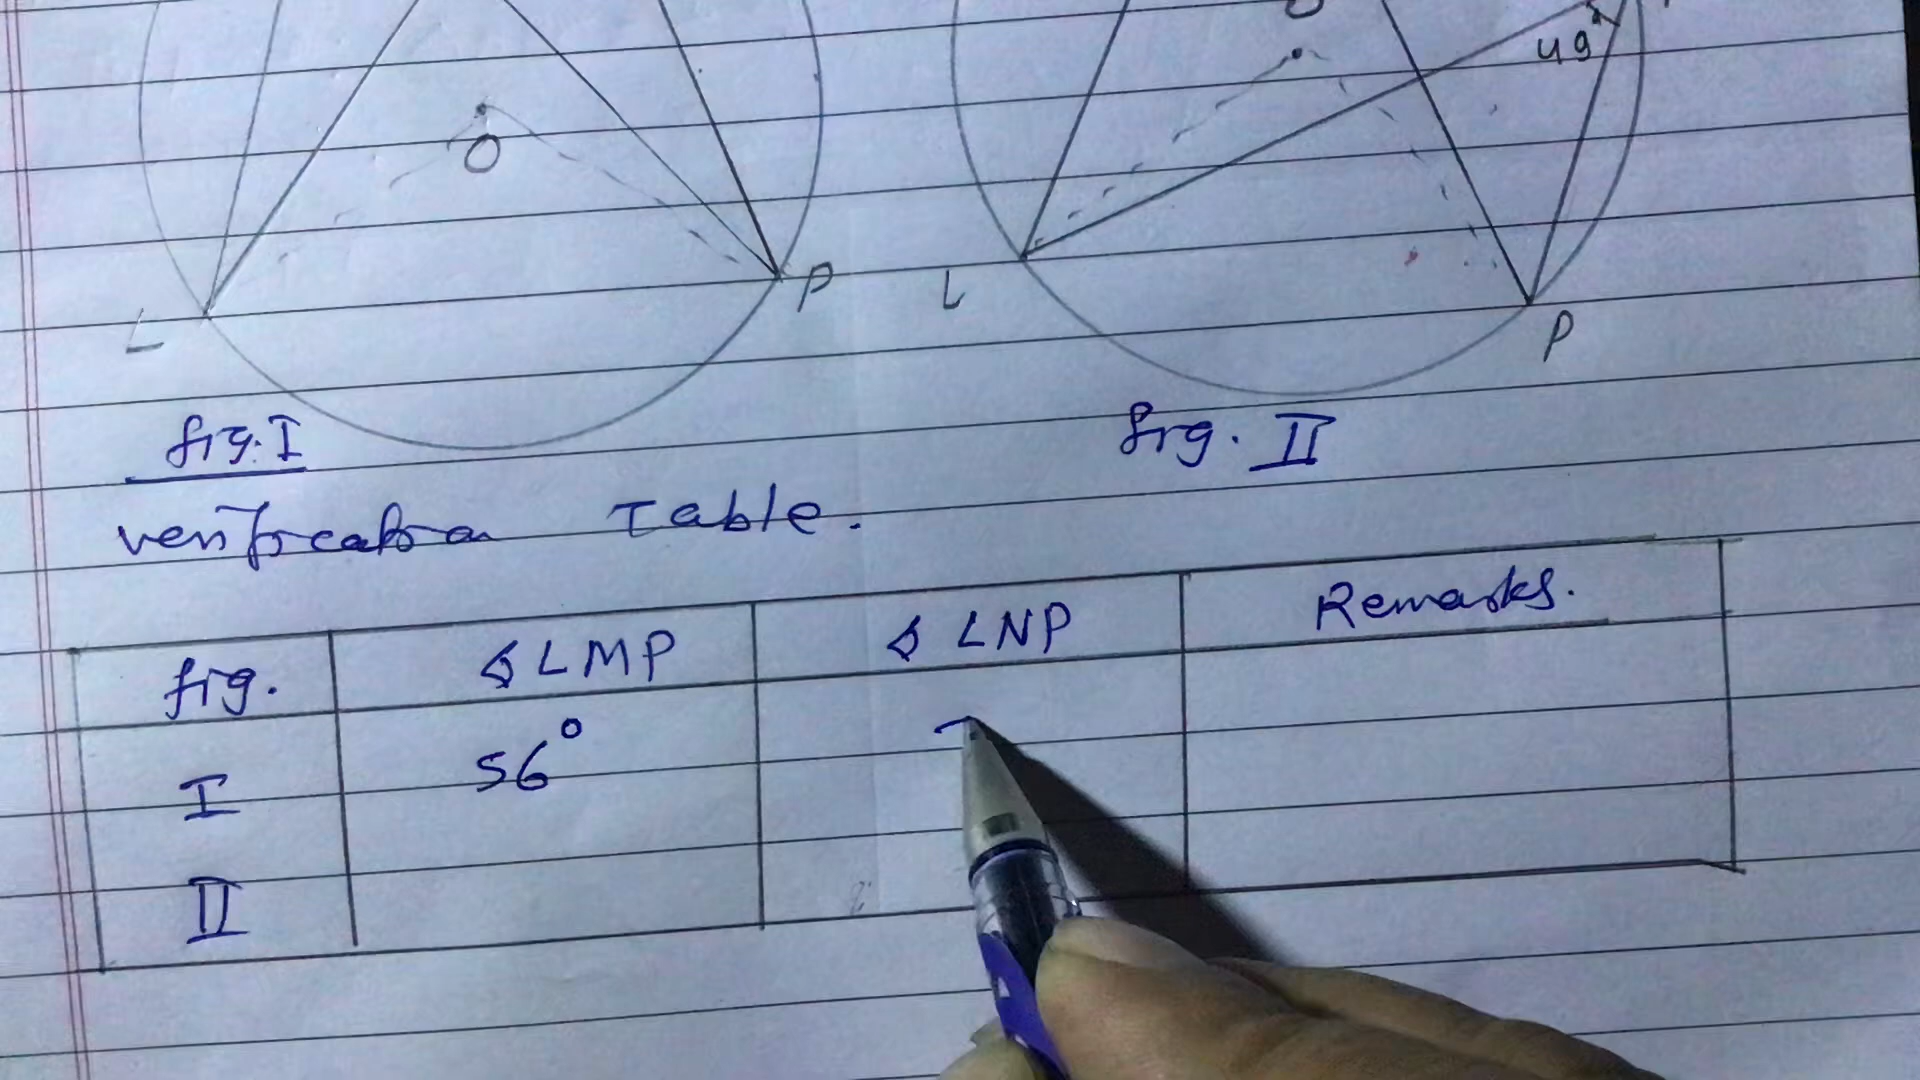 49
O
L
P
L
P
fig. I
fig. II
verification Table.
fig. ∡LMP ∡LNP Remarks.
I 56°
II